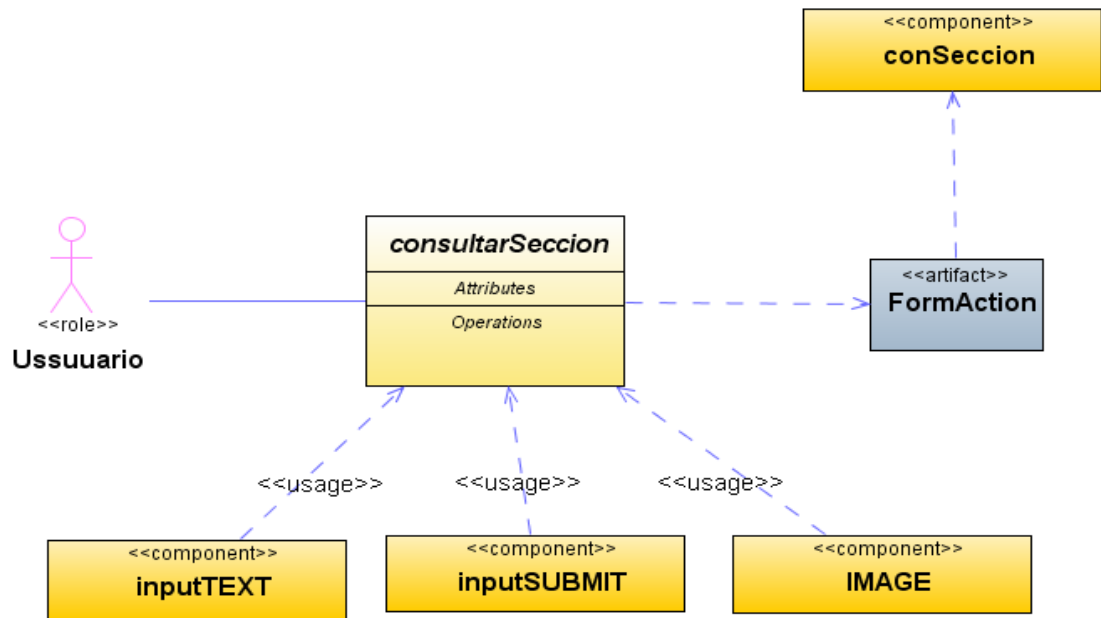 <<component>>
conSeccion
consultarSeccion
Attributes
Operations
<<artifact>>
FormAction
<<role>>
Ussuuario
<<usage>>
<<usage>>
<<usage>>
<<component>>
inputTEXT
<<component>>
inputSUBMIT
<<component>>
IMAGE